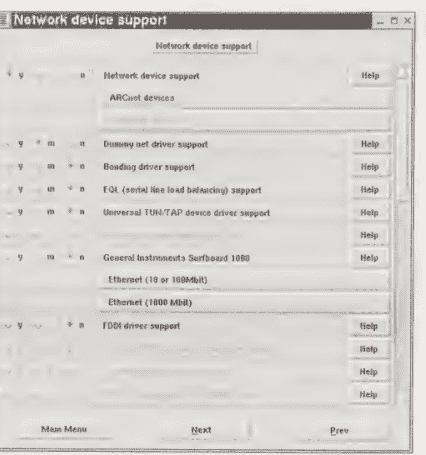 Network device support
Network device support
y n Network device support Help
ARCnet devices
y m n Dummy net driver support Help
y m n Bonding driver support Help
y m n EQL (serial line load balancing) support Help
y m n Universal TUN/TAP device driver support Help
Help
y m n General Instruments Surfboard 1000 Help
Ethernet (10 or 100Mbit)
Ethernet (1000 Mbit)
y n FDDI driver support Help
Help
Help
Help
Main Menu Next Prev